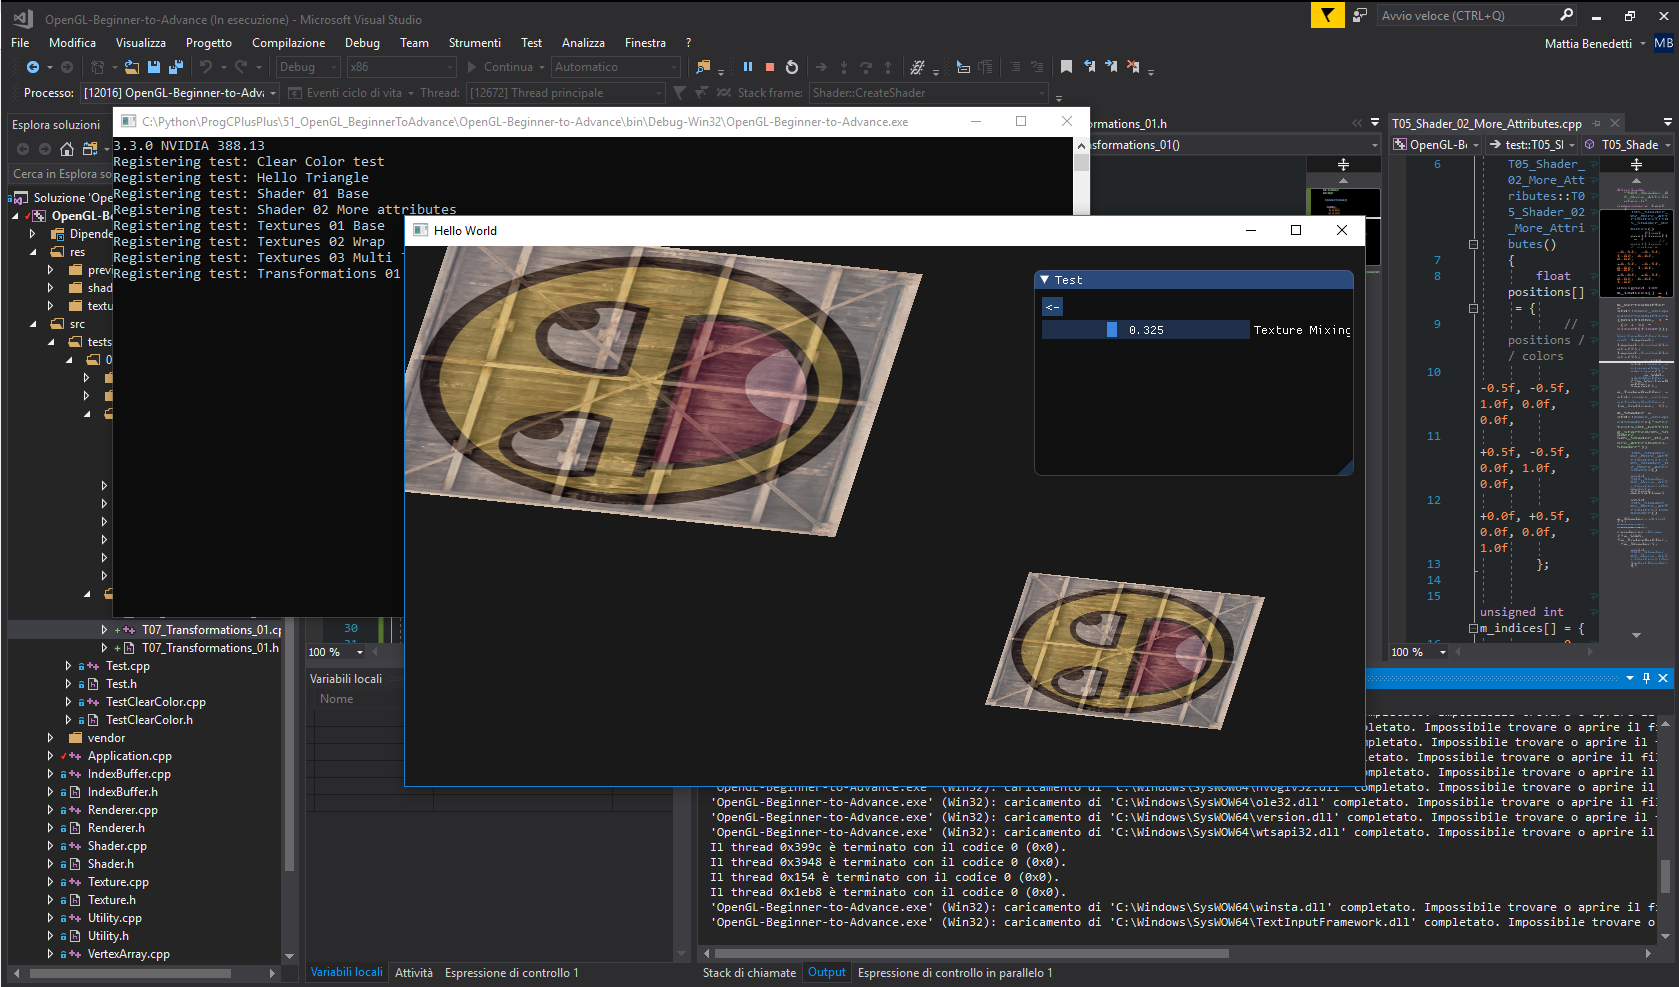 OpenGL-Beginner-to-Advance (In esecuzione) - Microsoft Visual Studio
Avvio veloce (CTRL+Q)
File Modifica Visualizza Progetto Compilazione Debug Team Strumenti Test Analizza Finestra ?
Mattia Benedetti MB
Debug x86 Continua Automatico
Processo: [12016] OpenGL-Beginner-to-Adva Eventi ciclo di vita Thread: [12672] Thread principale Stack frame: Shader::CreateShader
Esplora soluzioni
Cerca in Esplora so
Soluzione 'Ope
OpenGL-Be
Dipende
res
prev
shad
textu
src
tests
0
T07_Transformations_01.cp
T07_Transformations_01.h
Test.cpp
Test.h
TestClearColor.cpp
TestClearColor.h
vendor
Application.cpp
IndexBuffer.cpp
IndexBuffer.h
Renderer.cpp
Renderer.h
Shader.cpp
Shader.h
Texture.cpp
Texture.h
Utility.cpp
Utility.h
VertexArray.cpp
C:\Python\ProgCPlusPlus\51_OpenGL_BeginnerToAdvance\OpenGL-Beginner-to-Advance\bin\Debug-Win32\OpenGL-Beginner-to-Advance.exe
3.3.0 NVIDIA 388.13
Registering test: Clear Color test
Registering test: Hello Triangle
Registering test: Shader 01 Base
Registering test: Shader 02 More attributes
Registering test: Textures 01 Base
Registering test: Textures 02 Wrap
Registering test: Textures 03 Multi
Registering test: Transformations 01
Hello World
Test
<-
0.325 Texture Mixing
rmations_01.h
sformations_01()
T05_Shader_02_More_Attributes.cpp
OpenGL-Be test::T05_Sl T05_Shade
6 T05_Shader_
02_More_Att
ributes::T0
5_Shader_02
_More_Attri
butes()
7 {
8 float
positions[]
= {
9 //
positions /
/ colors
10
-0.5f, -0.5f,
1.0f, 0.0f,
0.0f,
11
+0.5f, -0.5f,
0.0f, 1.0f,
0.0f,
12
+0.0f, +0.5f,
0.0f, 0.0f,
1.0f
13 };
14
15
unsigned int
m_indices[] = {
100 %
30
100 %
Variabili locali
Nome
Variabili locali Attività Espressione di controllo 1
pletato. Impossibile trovare o aprire il fi
mpletato. Impossibile trovare o aprire il
letato. Impossibile trovare o aprire il fil
mpletato. Impossibile trovare o aprire il
'OpenGL-Beginner-to-Advance.exe' (Win32): caricamento di 'C:\Windows\SysWOW64\nvoglv32.dll' completato. Impossibile trovare o aprire il
'OpenGL-Beginner-to-Advance.exe' (Win32): caricamento di 'C:\Windows\SysWOW64\ole32.dll' completato. Impossibile trovare o aprire il fil
'OpenGL-Beginner-to-Advance.exe' (Win32): caricamento di 'C:\Windows\SysWOW64\version.dll' completato. Impossibile trovare o aprire il
'OpenGL-Beginner-to-Advance.exe' (Win32): caricamento di 'C:\Windows\SysWOW64\wtsapi32.dll' completato. Impossibile trovare o aprire il
Il thread 0x399c è terminato con il codice 0 (0x0).
Il thread 0x3948 è terminato con il codice 0 (0x0).
Il thread 0x154 è terminato con il codice 0 (0x0).
Il thread 0x1eb8 è terminato con il codice 0 (0x0).
'OpenGL-Beginner-to-Advance.exe' (Win32): caricamento di 'C:\Windows\SysWOW64\winsta.dll' completato. Impossibile trovare o aprire il fi
'OpenGL-Beginner-to-Advance.exe' (Win32): caricamento di 'C:\Windows\SysWOW64\TextInputFramework.dll' completato. Impossibile trovare o
Stack di chiamate Output Espressione di controllo in parallelo 1